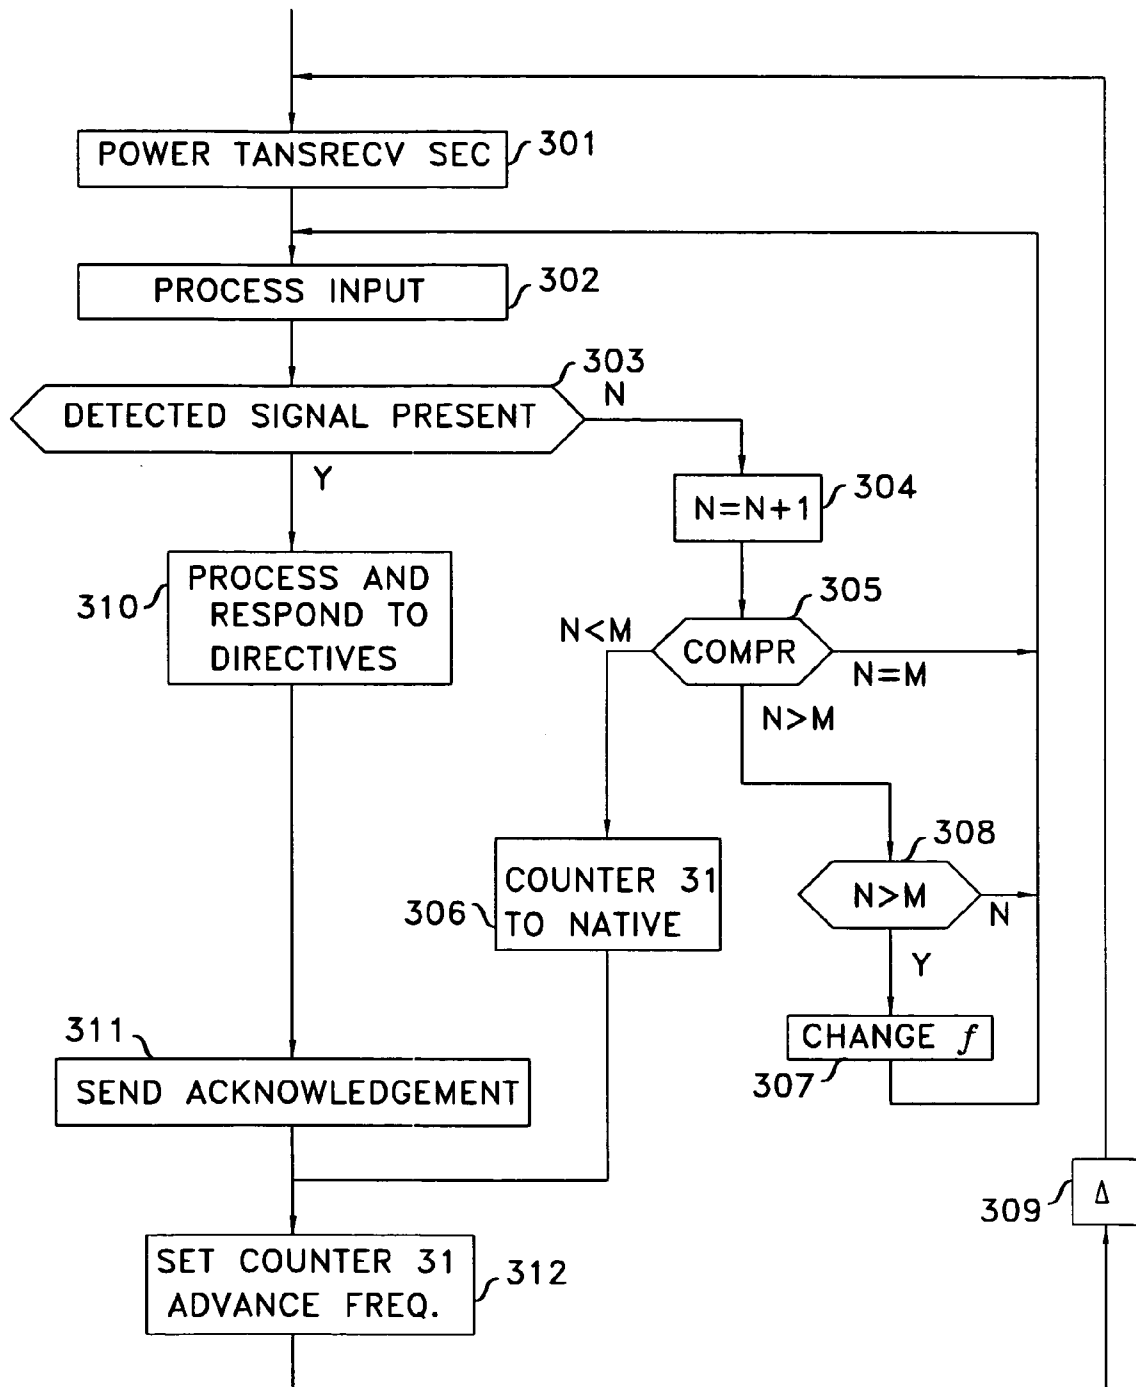 POWER TANSRECV SEC
301
PROCESS INPUT
302
303
DETECTED SIGNAL PRESENT
N
Y
N=N+1
304
310
PROCESS AND
RESPOND TO
DIRECTIVES
305
N<M
COMPR
N=M
N>M
308
N>M
N
Y
306
COUNTER 31
TO NATIVE
CHANGE f
307
311
SEND ACKNOWLEDGEMENT
309
Δ
SET COUNTER 31
ADVANCE FREQ.
312